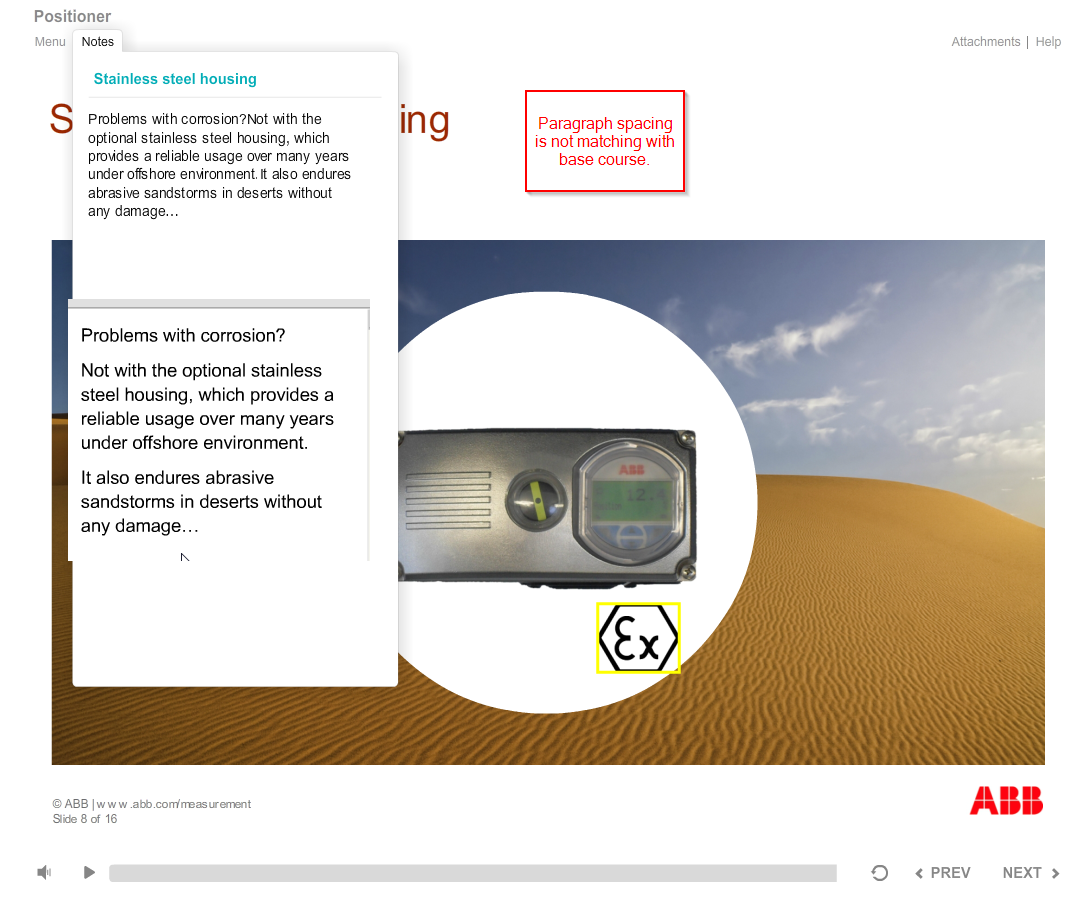 Positioner
Menu
Notes
Attachments | Help
Stainless steel housing
S
ing
Problems with corrosion?Not with the
optional stainless steel housing, which
provides a reliable usage over many years
under offshore environment.It also endures
abrasive sandstorms in deserts without
any damage…
Paragraph spacing
is not matching with
base course.
Problems with corrosion?
Not with the optional stainless
steel housing, which provides a
reliable usage over many years
under offshore environment.
It also endures abrasive
sandstorms in deserts without
any damage…
ABB
12.4
Ex
© ABB | www.abb.com/measurement
Slide 8 of 16
ABB
PREV
NEXT